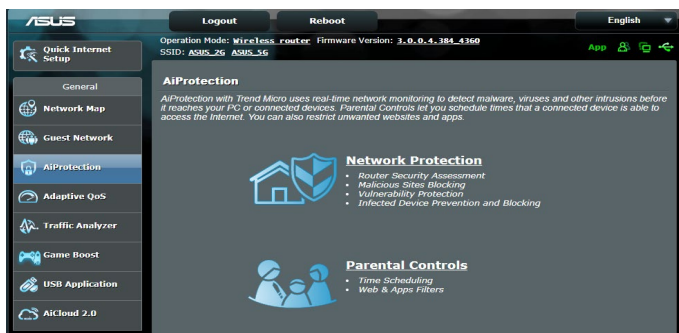 ASUS
Logout Reboot English
Operation Mode: Wireless router Firmware Version: 3.0.0.4.384_4360
SSID: ASUS_2G ASUS_5G
App
Quick Internet
Setup
General
Network Map
Guest Network
AiProtection
Adaptive QoS
Traffic Analyzer
Game Boost
USB Application
AiCloud 2.0
AiProtection
AiProtection with Trend Micro uses real-time network monitoring to detect malware, viruses and other intrusions before
it reaches your PC or connected devices. Parental Controls let you schedule times that a connected device is able to
access the Internet. You can also restrict unwanted websites and apps.
Network Protection
• Router Security Assessment
• Malicious Sites Blocking
• Vulnerability Protection
• Infected Device Prevention and Blocking
Parental Controls
• Time Scheduling
• Web & Apps Filters